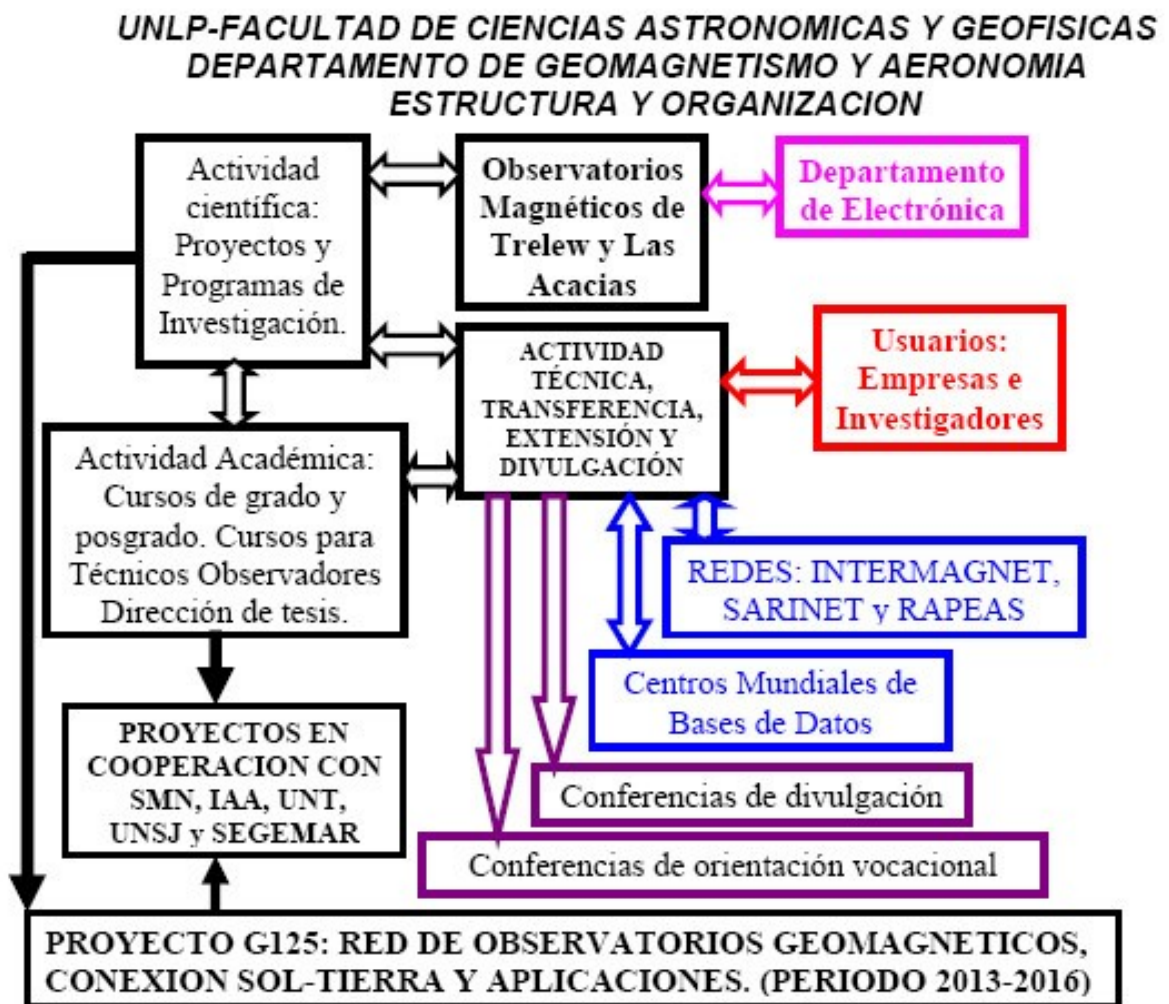 UNLP-FACULTAD DE CIENCIAS ASTRONOMICAS Y GEOFISICAS
DEPARTAMENTO DE GEOMAGNETISMO Y AERONOMIA
ESTRUCTURA Y ORGANIZACION
Actividad
científica:
Proyectos y
Programas de
Investigación.
Observatorios
Magnéticos de
Trelew y Las
Acacias
Departamento
de Electrónica
ACTIVIDAD
TÉCNICA,
TRANSFERENCIA,
EXTENSIÓN Y
DIVULGACIÓN
Usuarios:
Empresas e
Investigadores
Actividad Académica:
Cursos de grado y
posgrado. Cursos para
Técnicos Observadores
Dirección de tesis.
REDES: INTERMAGNET,
SARINET y RAPEAS
Centros Mundiales de
Bases de Datos
PROYECTOS EN
COOPERACION CON
SMN, IAA, UNT,
UNSJ y SEGEMAR
Conferencias de divulgación
Conferencias de orientación vocacional
PROYECTO G125: RED DE OBSERVATORIOS GEOMAGNETICOS,
CONEXION SOL-TIERRA Y APLICACIONES. (PERIODO 2013-2016)